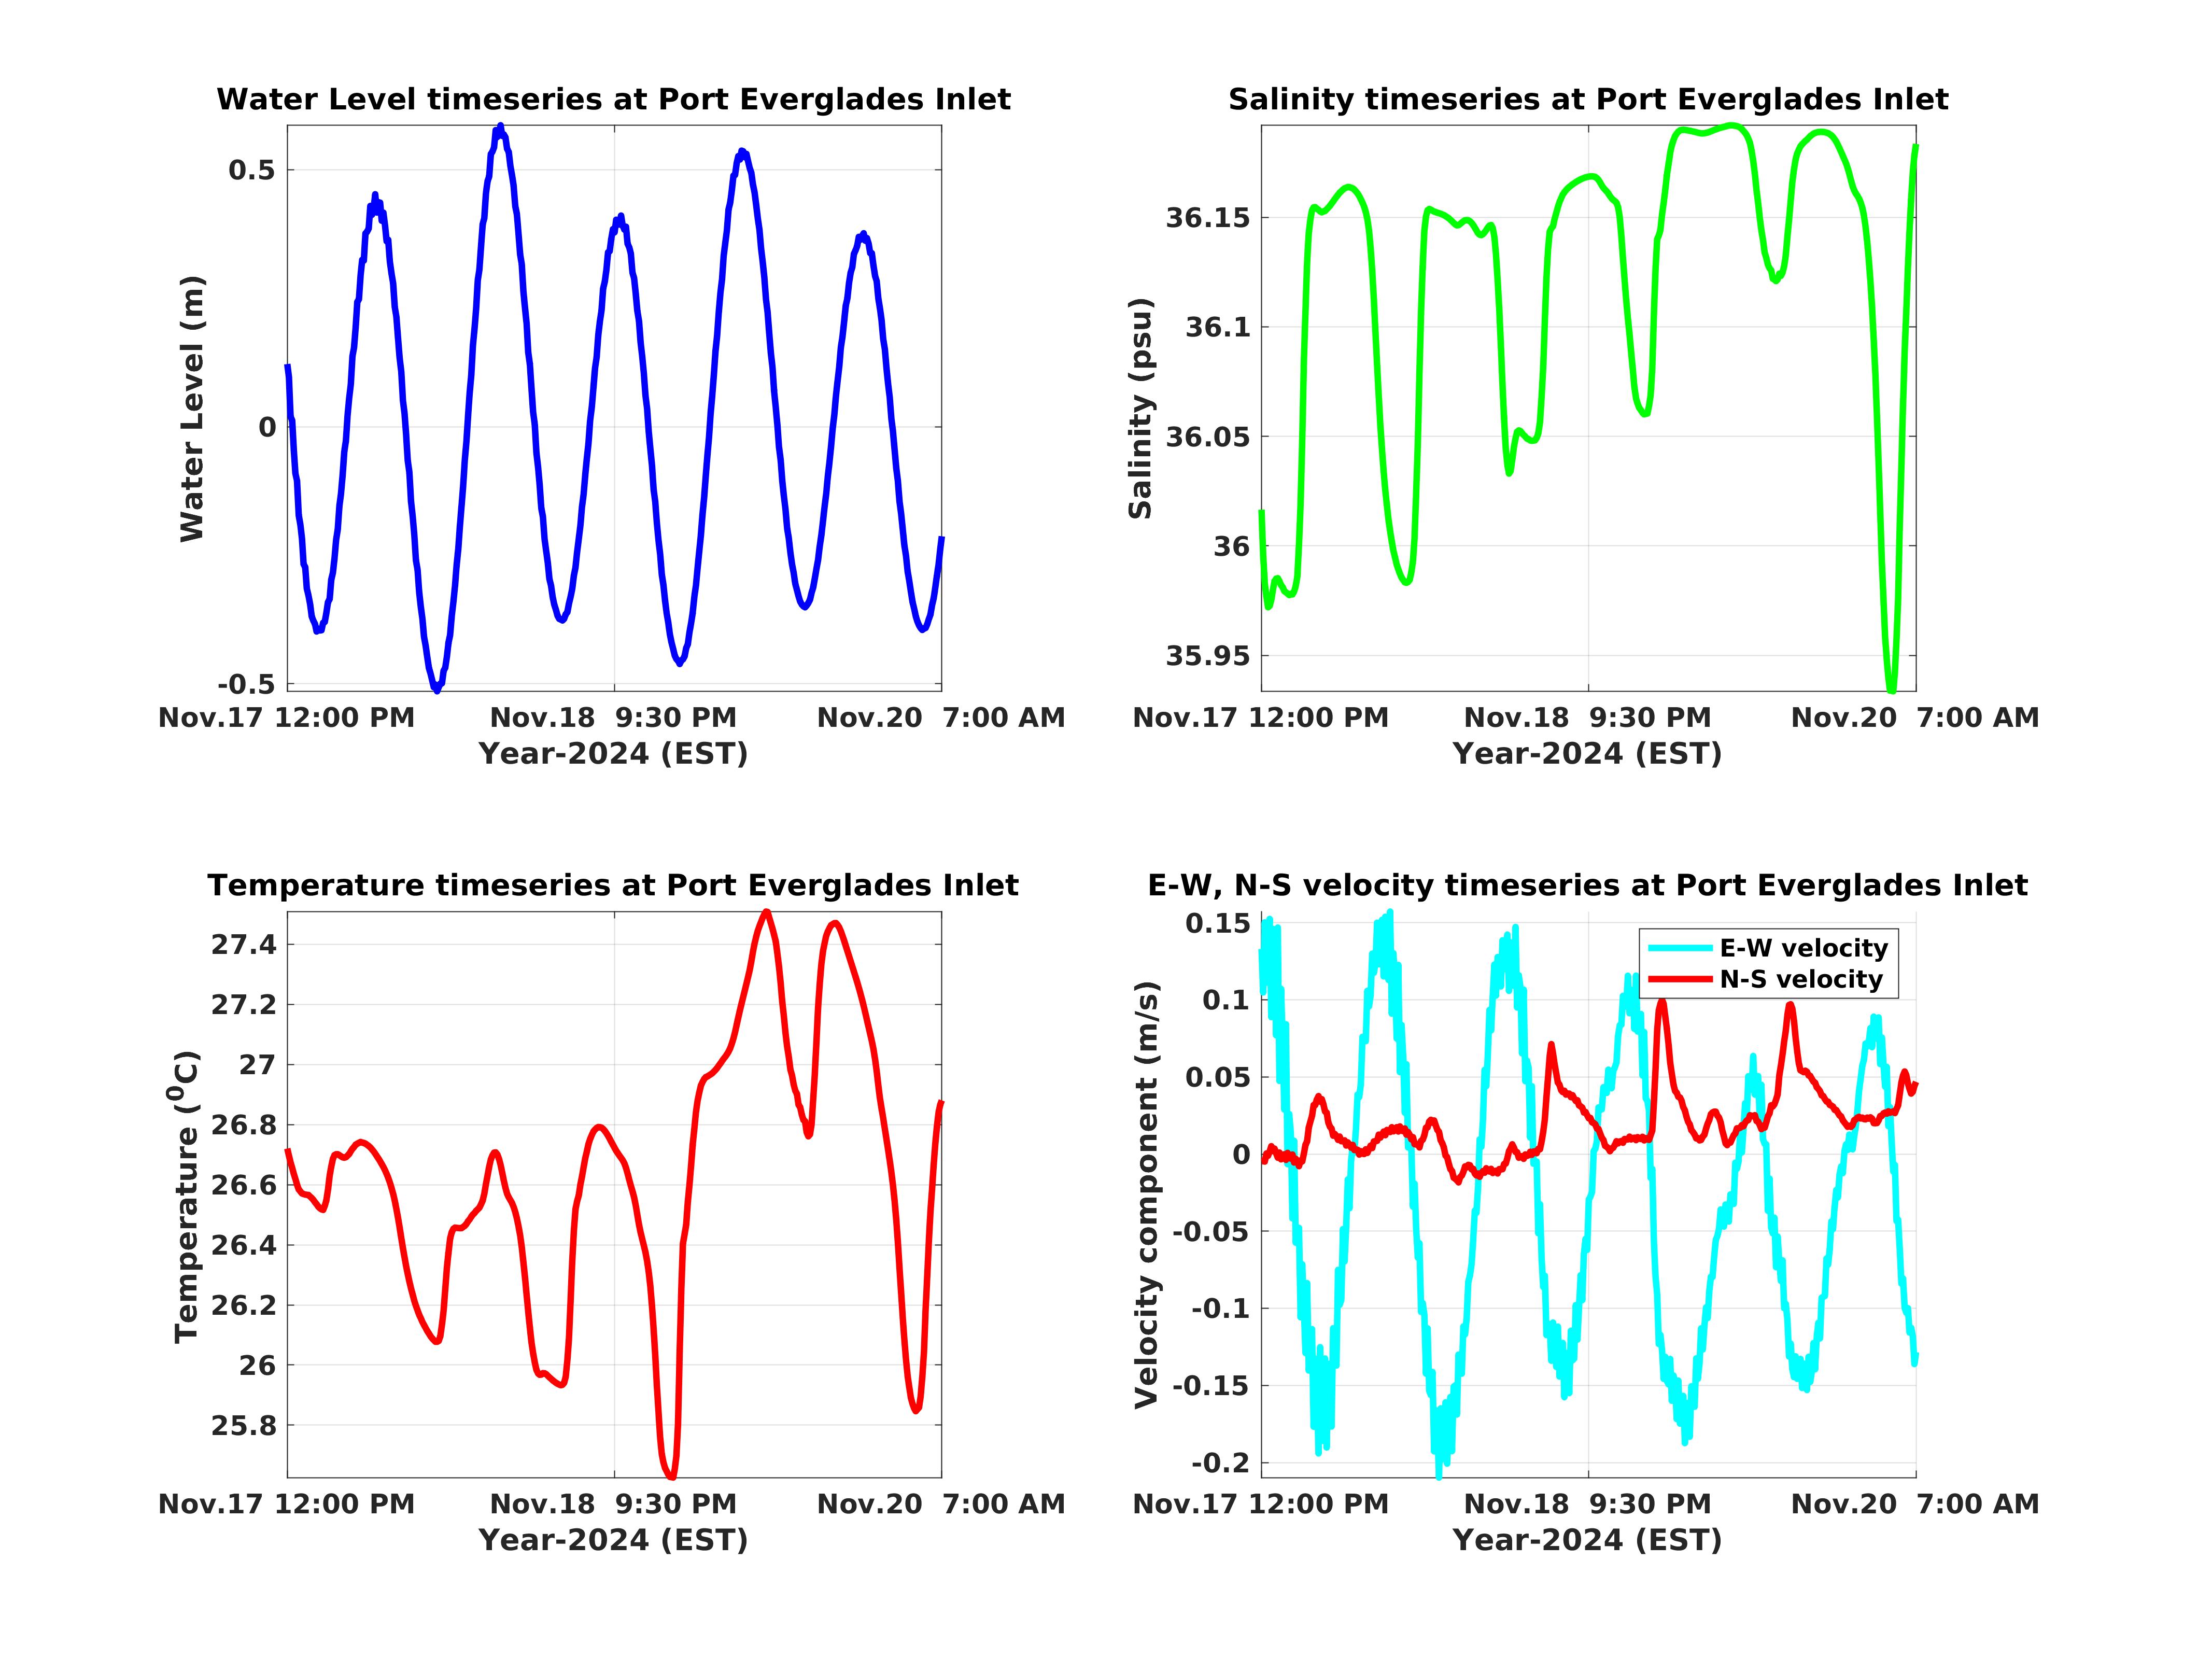 Water Level timeseries at Port Everglades Inlet
0.5
0
-0.5
Water Level (m)
Nov.17 12:00 PM
Nov.18  9:30 PM
Nov.20  7:00 AM
Year-2024 (EST)
Salinity timeseries at Port Everglades Inlet
36.15
36.1
36.05
36
35.95
Salinity (psu)
Nov.17 12:00 PM
Nov.18  9:30 PM
Nov.20  7:00 AM
Year-2024 (EST)
Temperature timeseries at Port Everglades Inlet
27.4
27.2
27
26.8
26.6
26.4
26.2
26
25.8
Temperature (⁰C)
Nov.17 12:00 PM
Nov.18  9:30 PM
Nov.20  7:00 AM
Year-2024 (EST)
E-W, N-S velocity timeseries at Port Everglades Inlet
0.15
0.1
0.05
0
-0.05
-0.1
-0.15
-0.2
Velocity component (m/s)
E-W velocity
N-S velocity
Nov.17 12:00 PM
Nov.18  9:30 PM
Nov.20  7:00 AM
Year-2024 (EST)